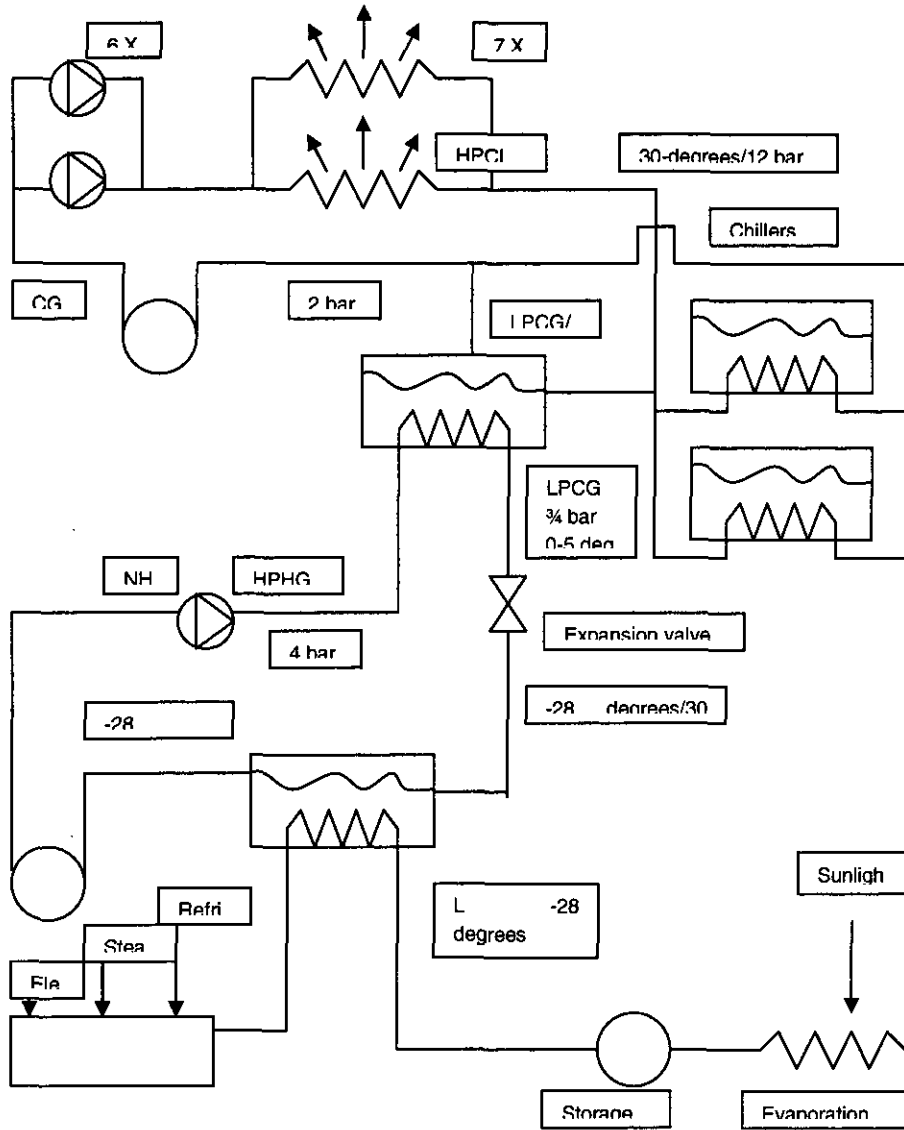 6 X
7 X
HPCL
30-degrees/12 bar
Chillers
CG
2 bar
LPCG/
LPCG
¾ bar
0-5 deg
NH
HPHG
4 bar
Expansion valve
-28
-28 degrees/30
Refri
Stea
Ele
L -28
degrees
Sunligh
Storage
Evaporation